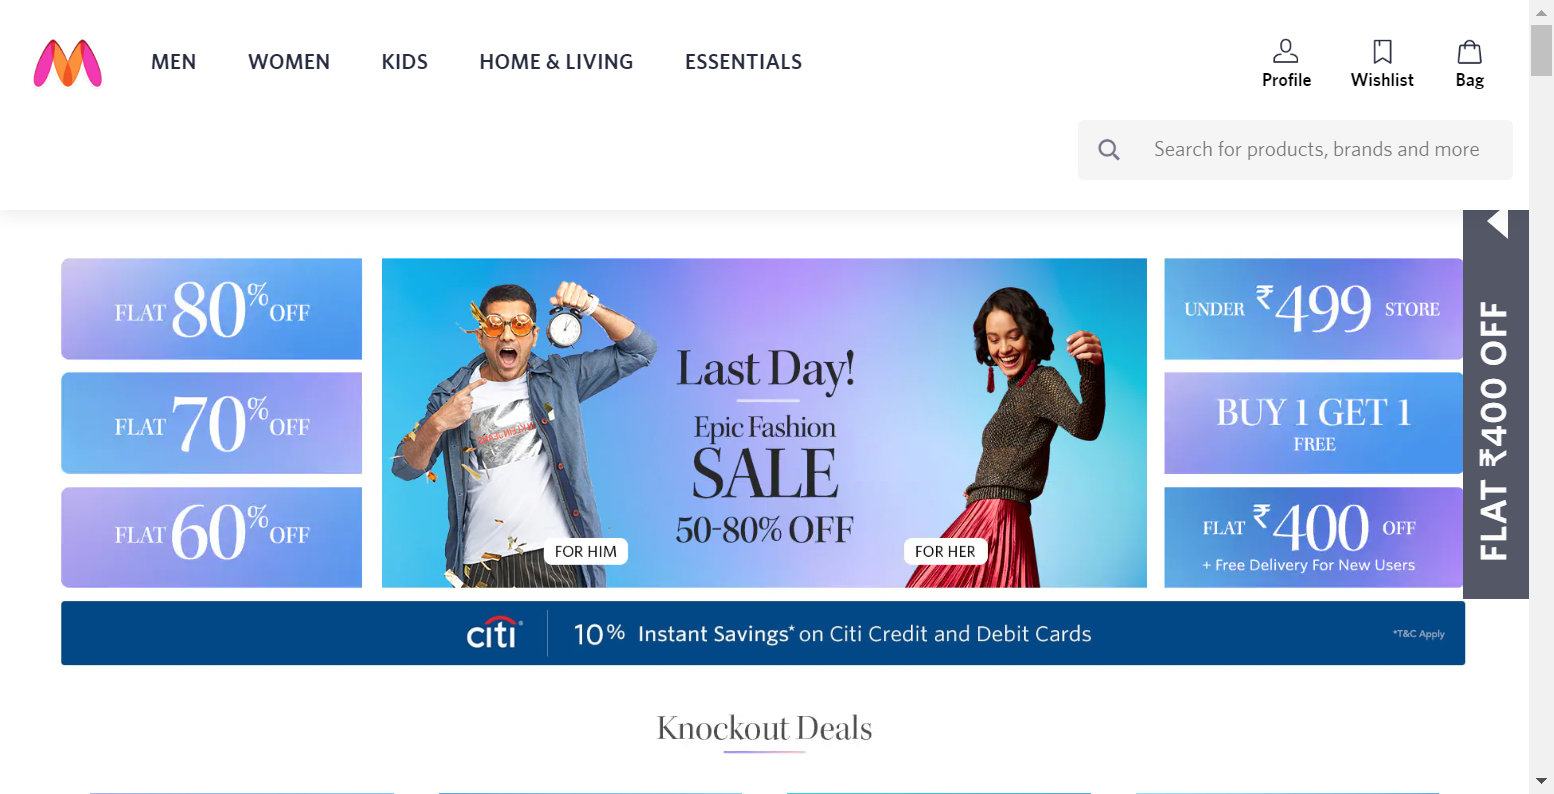 MEN WOMEN KIDS HOME & LIVING ESSENTIALS
Profile Wishlist Bag
Search for products, brands and more
FLAT 80% OFF
FLAT 70% OFF
FLAT 60% OFF
Last Day!
Epic Fashion
SALE
50-80% OFF
FOR HIM
FOR HER
UNDER ₹499 STORE
BUY 1 GET 1
FREE
FLAT ₹400 OFF
+ Free Delivery For New Users
FLAT ₹400 OFF
citi 10% Instant Savings* on Citi Credit and Debit Cards
*T&C Apply
Knockout Deals